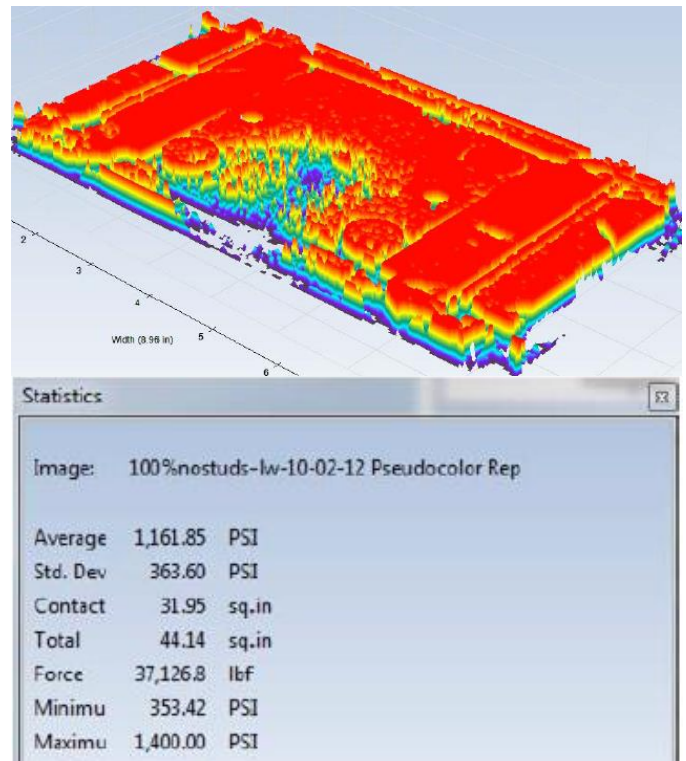 2
3
4
Width (8.96 in)
5
6
Statistics
Image: 100%nostuds-lw-10-02-12 Pseudocolor Rep
Average 1,161.85 PSI
Std. Dev 363.60 PSI
Contact 31.95 sq.in
Total 44.14 sq.in
Force 37,126.8 lbf
Minimu 353.42 PSI
Maximu 1,400.00 PSI